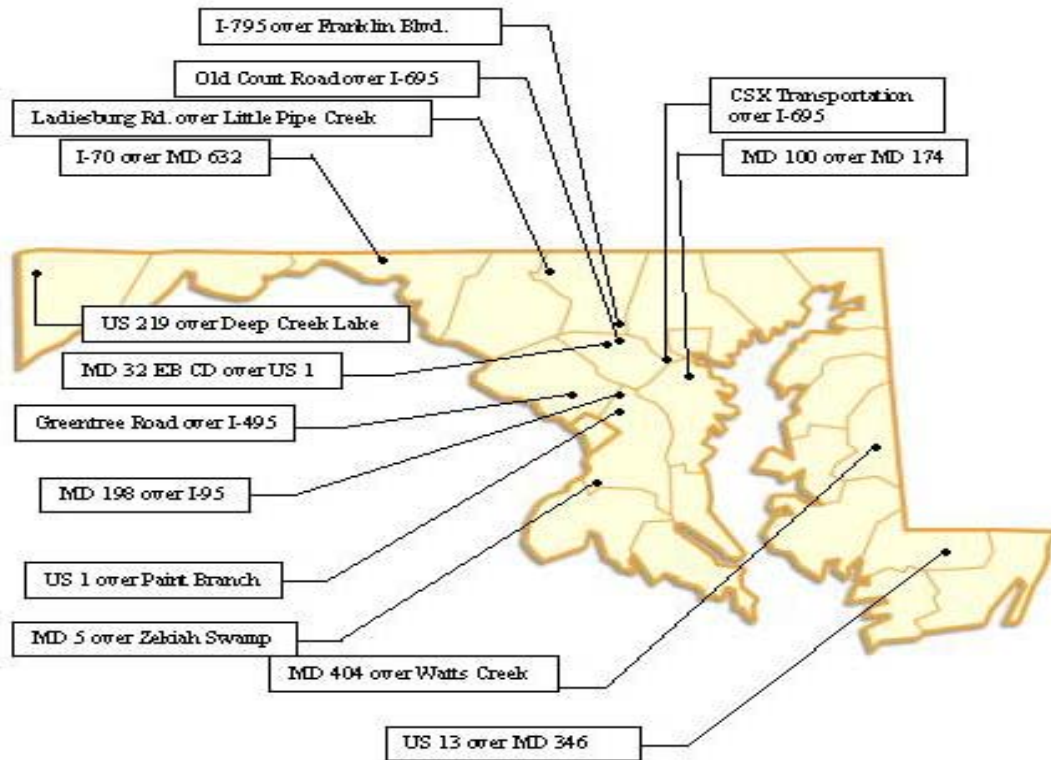 I-795 over Franklin Blvd.
Old Count Road over I-695
Ladiesburg Rd. over Little Pipe Creek
I-70 over MD 632
CSX Transportation
over I-695
MD 100 over MD 174
US 219 over Deep Creek Lake
MD 32 EB CD over US 1
Greentree Road over I-495
MD 198 over I-95
US 1 over Paint Branch
MD 5 over Zekiah Swamp
MD 404 over Watts Creek
US 13 over MD 346